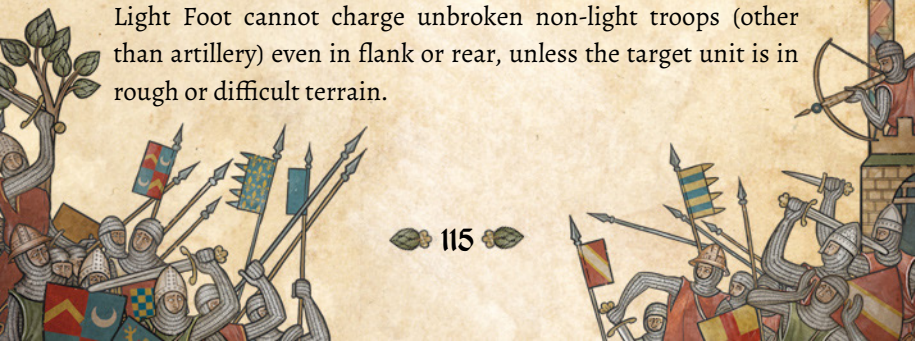 Light Foot cannot charge unbroken non-light troops (other
than artillery) even in flank or rear, unless the target unit is in
rough or difficult terrain.
115